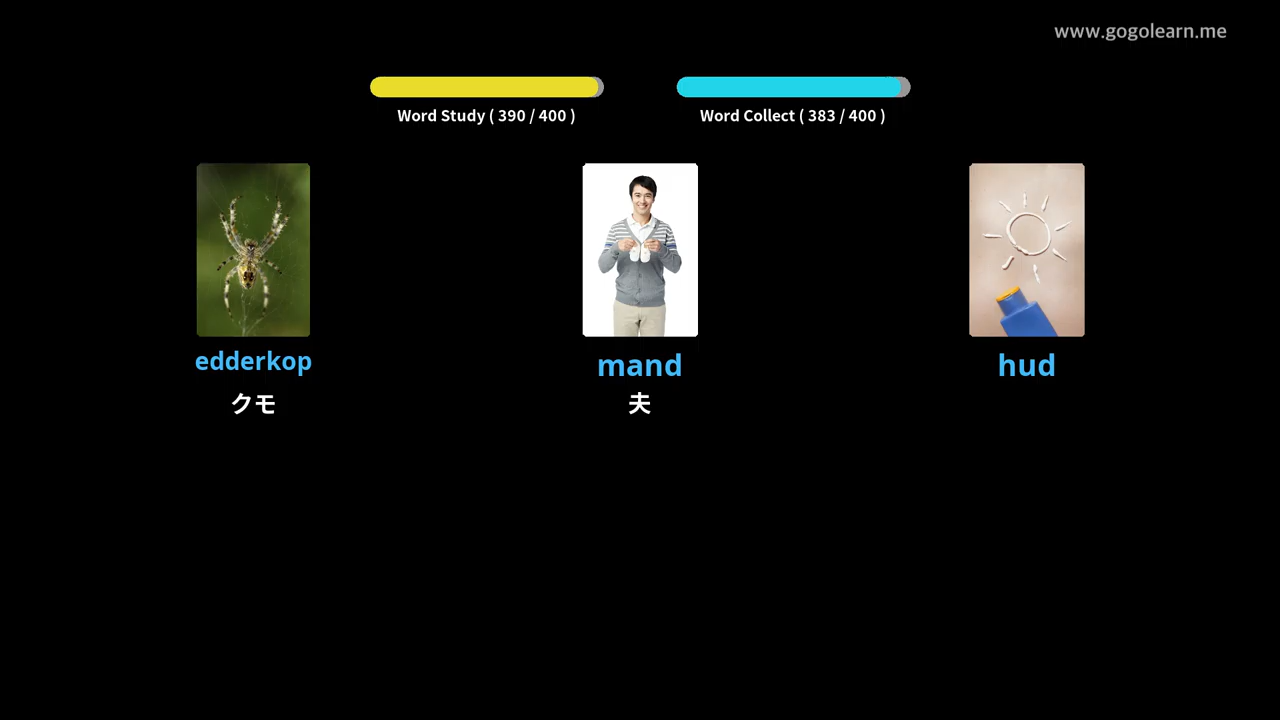 www.gogolearn.me
Word Study ( 390 / 400 )
Word Collect ( 383 / 400 )
edderkop
mand
hud
クモ
夫